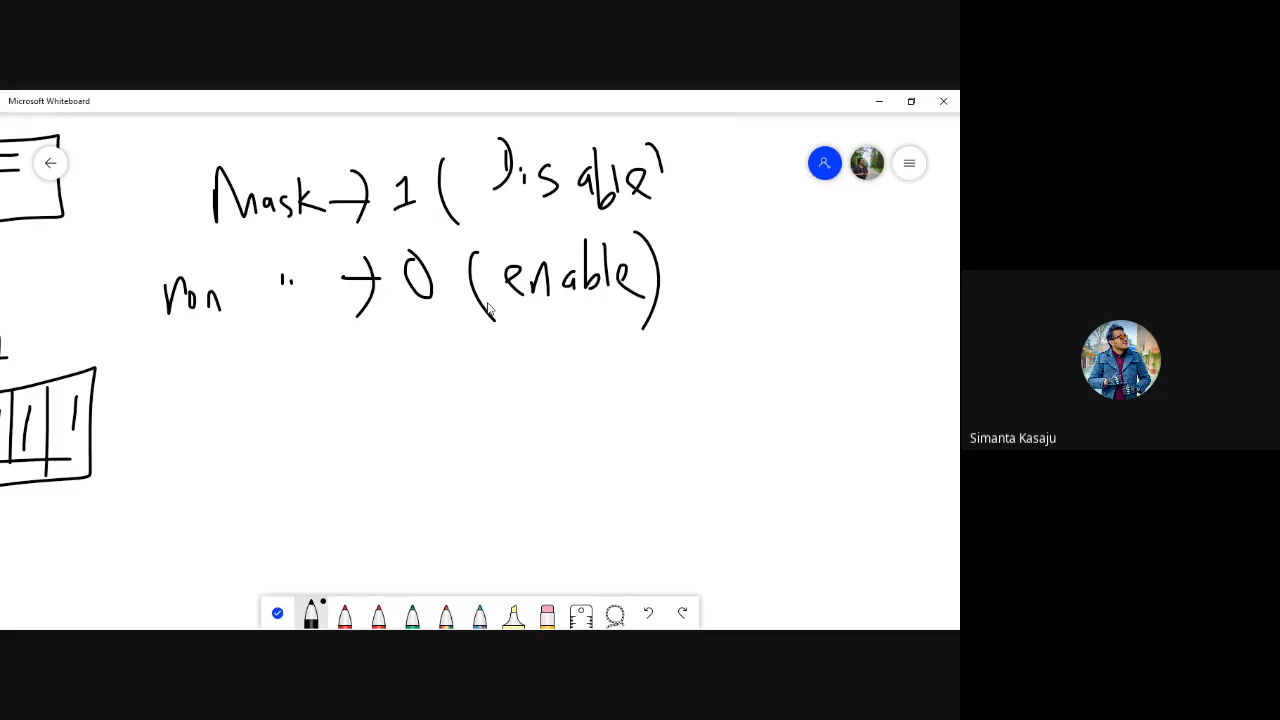 Microsoft Whiteboard
Mask → 1 ( Disable)
non " → 0 (enable)
Simanta Kasaju